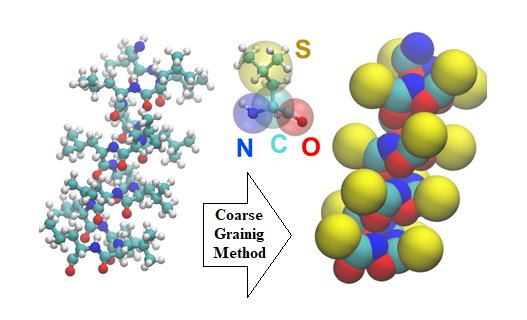 S
N C O
Coarse
Grainig
Method